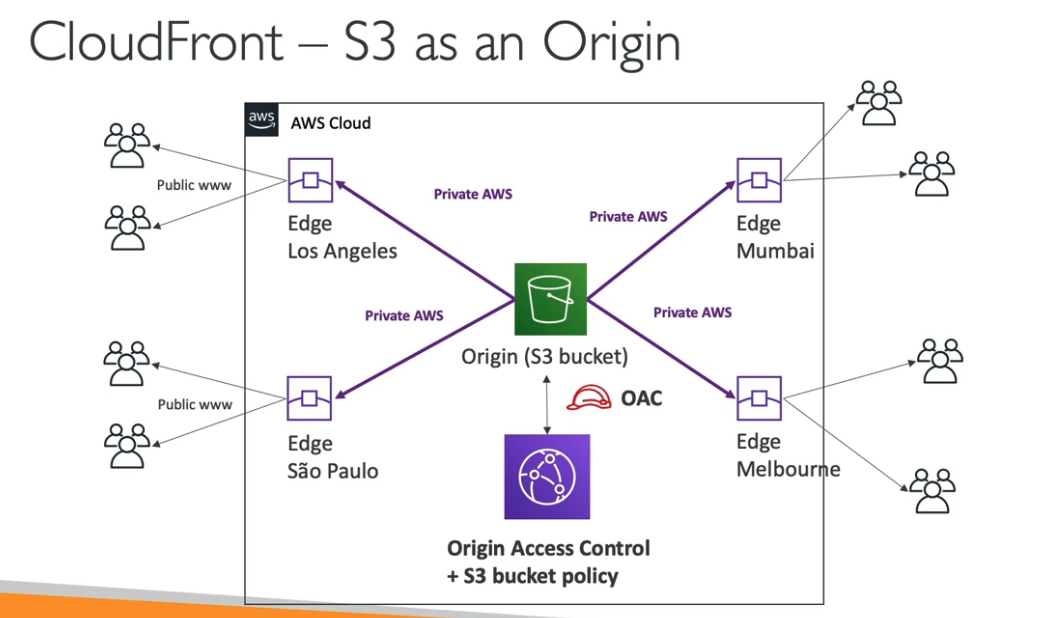 CloudFront – S3 as an Origin
aws
AWS Cloud
Public www
Edge
Los Angeles
Private AWS
Private AWS
Edge
Mumbai
Private AWS
Private AWS
Origin (S3 bucket)
OAC
Public www
Edge
São Paulo
Edge
Melbourne
Origin Access Control
+ S3 bucket policy